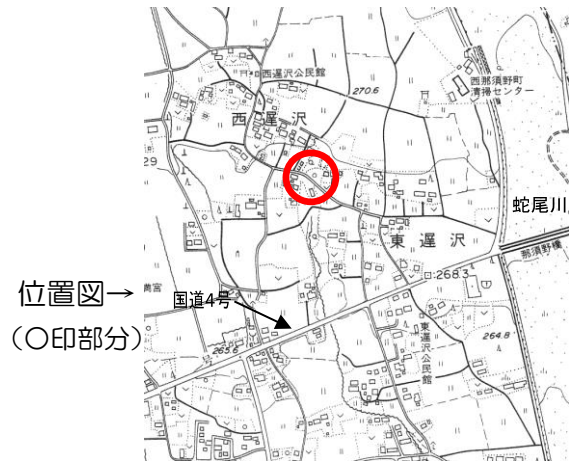 西遅沢公民館
西那須野町
清掃センター
270.6
西遅沢
29
蛇尾川
東遅沢
那須野橋
268.3
位置図→
国道4号
(〇印部分)
265.6
東遅沢公民館
264.8